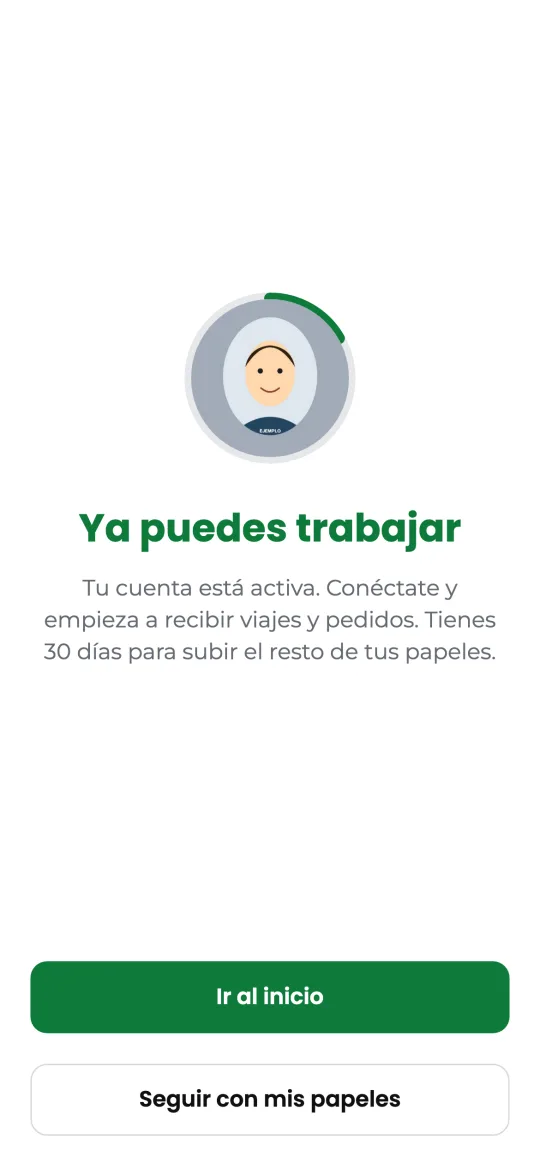 EJEMPLO
Ya puedes trabajar
Tu cuenta está activa. Conéctate y
empieza a recibir viajes y pedidos. Tienes
30 días para subir el resto de tus papeles.
Ir al inicio
Seguir con mis papeles